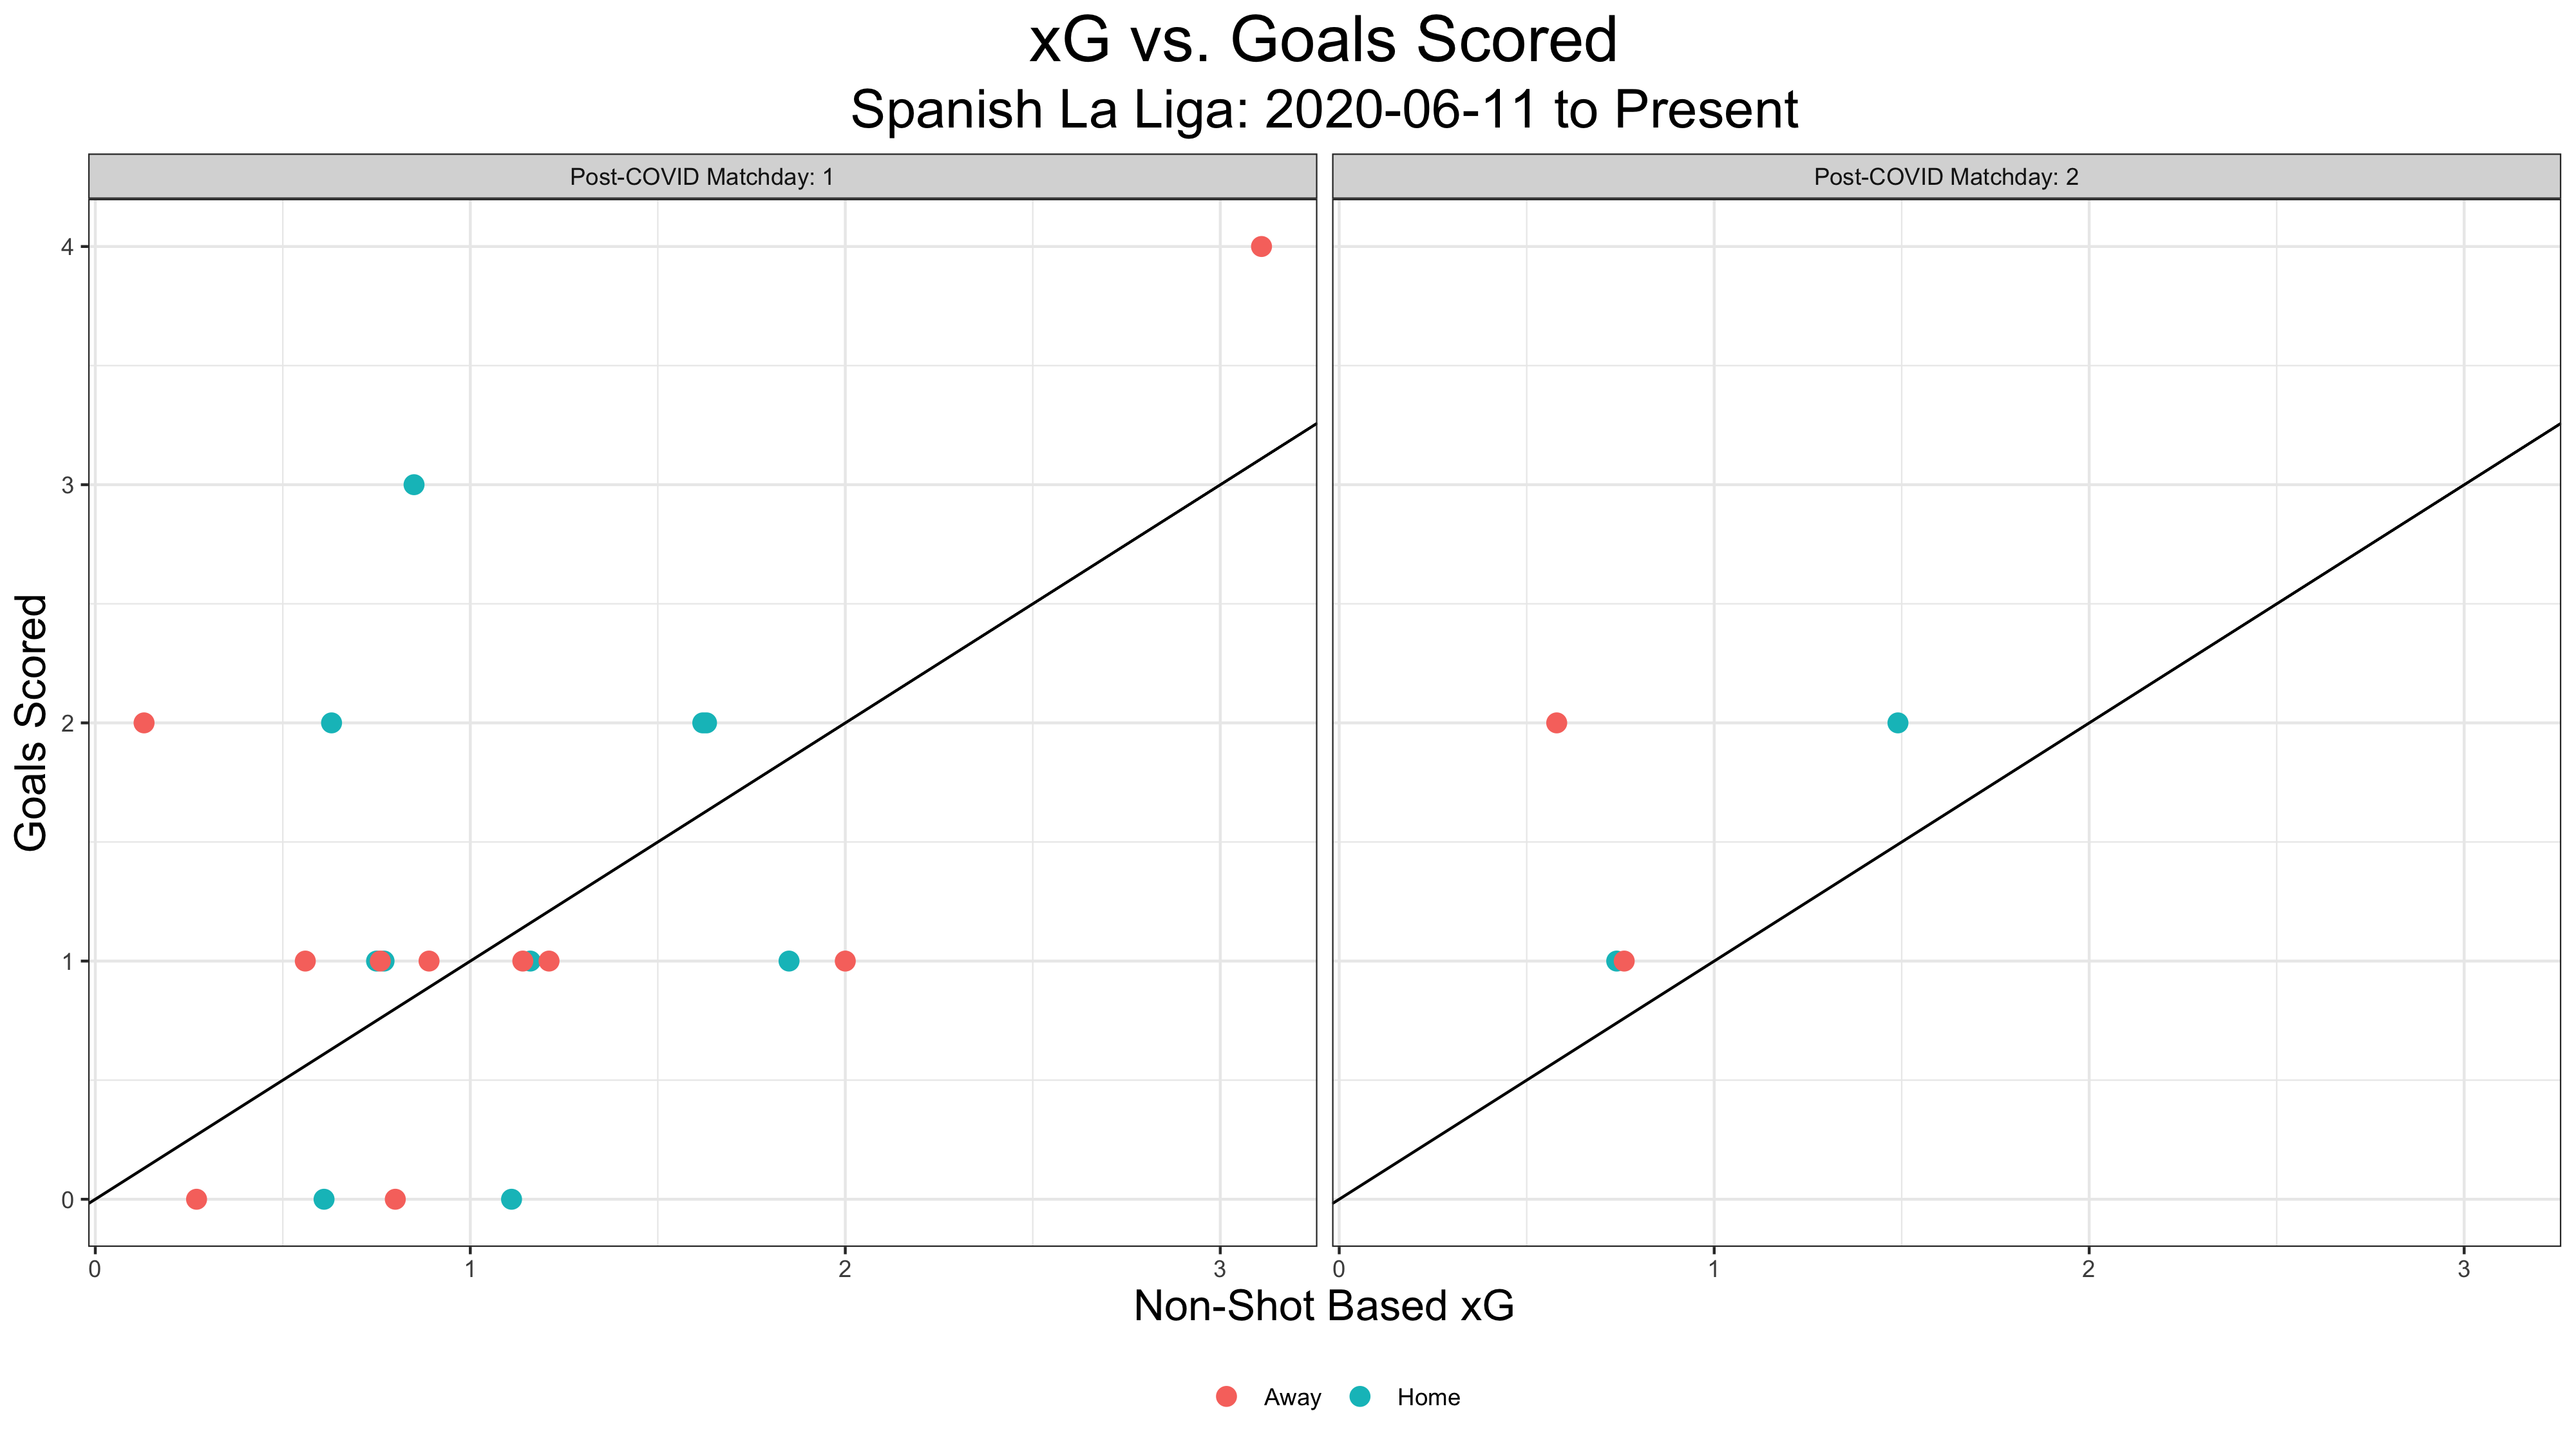 xG vs. Goals Scored
Spanish La Liga: 2020-06-11 to Present
Post-COVID Matchday: 1
Post-COVID Matchday: 2
Goals Scored
4
3
2
1
0
0 1 2 3
0 1 2 3
Non-Shot Based xG
Away Home